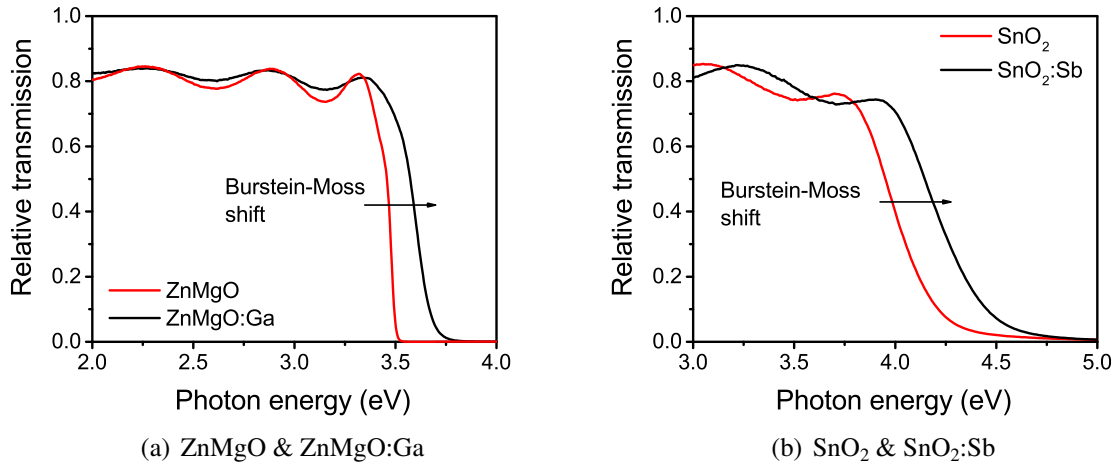 1.0
0.8
0.6
0.4
0.2
0.0
2.0 2.5 3.0 3.5 4.0
Relative transmission
Photon energy (eV)
Burstein-Moss
shift
ZnMgO
ZnMgO:Ga
(a) ZnMgO & ZnMgO:Ga
1.0
0.8
0.6
0.4
0.2
0.0
3.0 3.5 4.0 4.5 5.0
Relative transmission
Photon energy (eV)
SnO₂
SnO₂:Sb
Burstein-Moss
shift
(b) SnO₂ & SnO₂:Sb